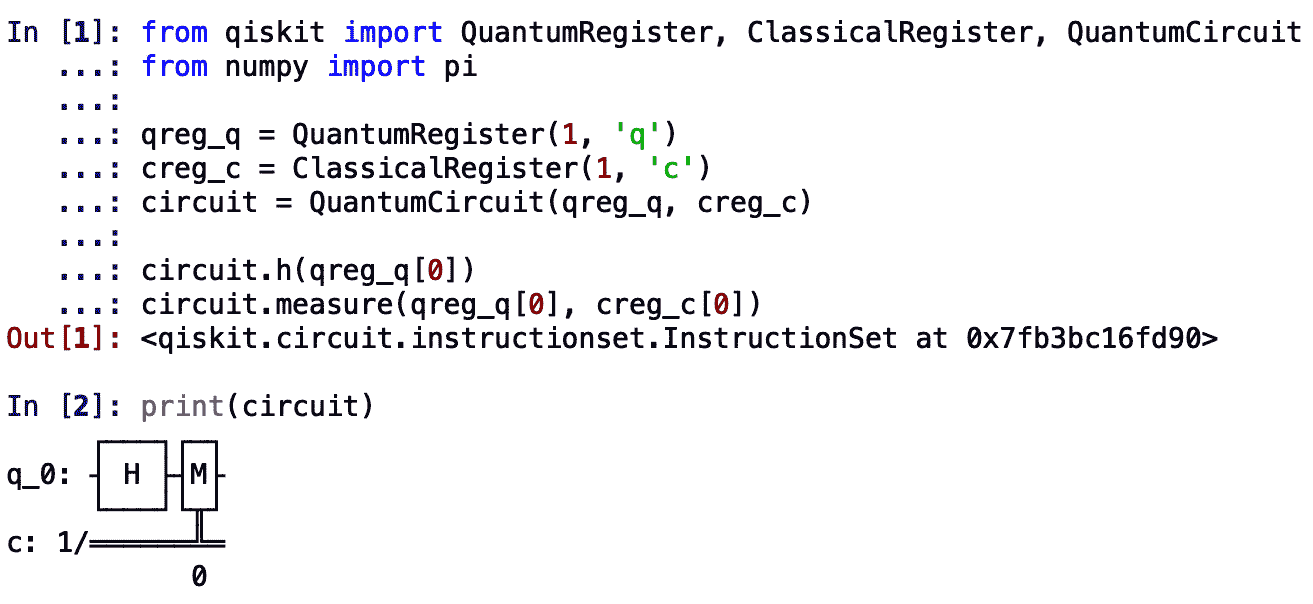 In [1]: from qiskit import QuantumRegister, ClassicalRegister, QuantumCircuit
   ...: from numpy import pi
   ...:
   ...: qreg_q = QuantumRegister(1, 'q')
   ...: creg_c = ClassicalRegister(1, 'c')
   ...: circuit = QuantumCircuit(qreg_q, creg_c)
   ...:
   ...: circuit.h(qreg_q[0])
   ...: circuit.measure(qreg_q[0], creg_c[0])
Out[1]: <qiskit.circuit.instructionset.InstructionSet at 0x7fb3bc16fd90>
In [2]: print(circuit)
q_0: H M
c: 1/
0